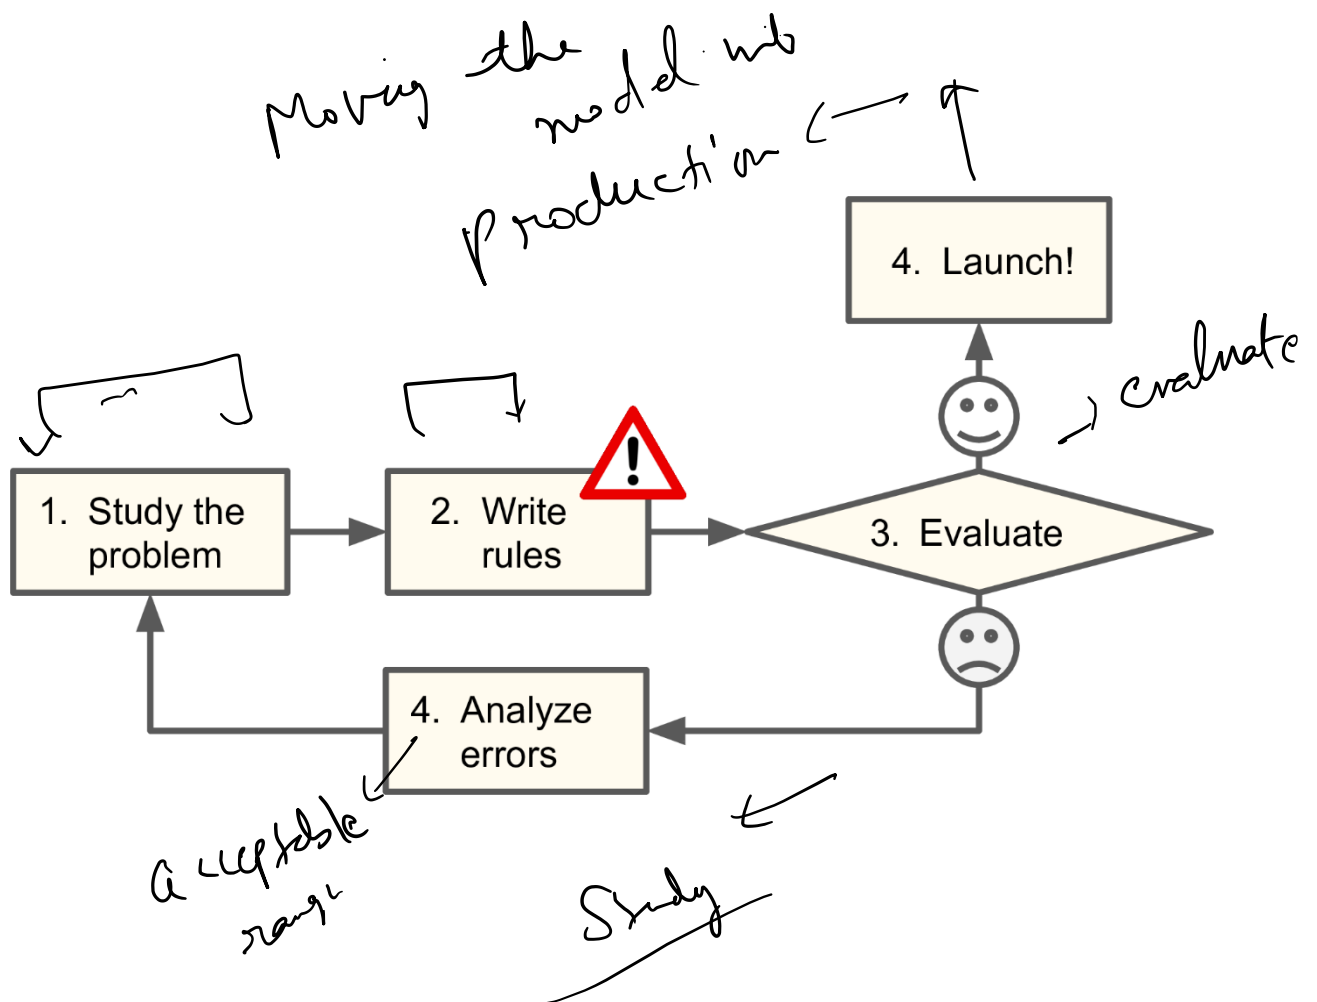 Moving the
model into
production
4. Launch!
evaluate
1. Study the
problem
2. Write
rules
!
3. Evaluate
4. Analyze
errors
acceptable
range
Study